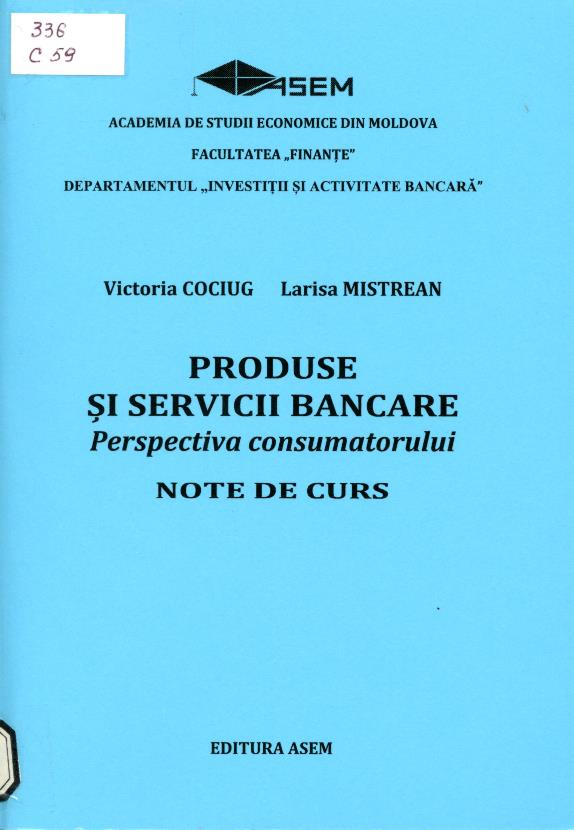 336
C 59
ASEM
ACADEMIA DE STUDII ECONOMICE DIN MOLDOVA
FACULTATEA „FINANȚE”
DEPARTAMENTUL „INVESTIȚII ȘI ACTIVITATE BANCARĂ”
Victoria COCIUG Larisa MISTREAN
PRODUSE
ȘI SERVICII BANCARE
Perspectiva consumatorului
NOTE DE CURS
EDITURA ASEM